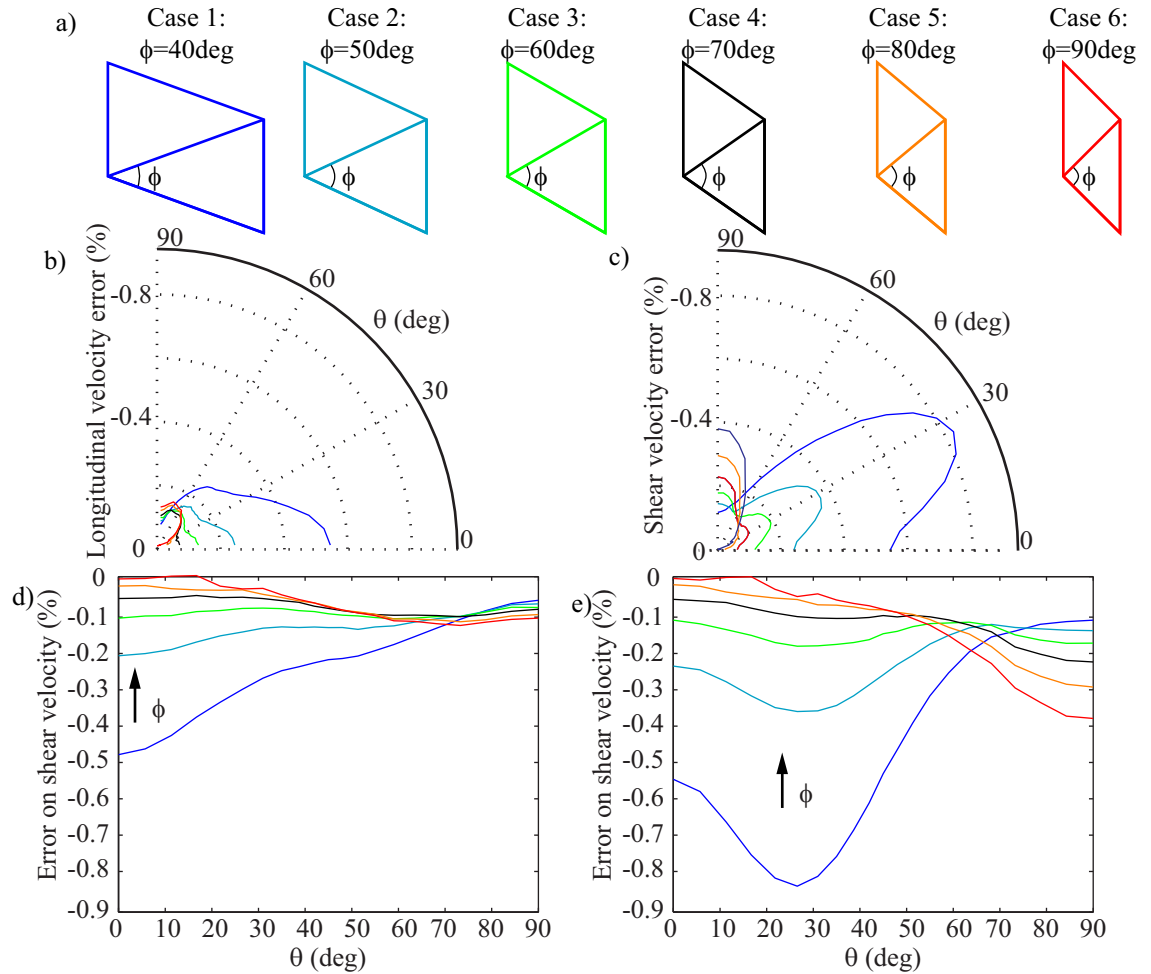 a)
Case 1:
ϕ=40deg
Case 2:
ϕ=50deg
Case 3:
ϕ=60deg
Case 4:
ϕ=70deg
Case 5:
ϕ=80deg
Case 6:
ϕ=90deg
ϕ
ϕ
ϕ
ϕ
ϕ
ϕ
b)
Longitudinal velocity error (%)
90
60
30
0
-0.8
-0.4
0
θ (deg)
c)
Shear velocity error (%)
90
60
30
0
-0.8
-0.4
0
θ (deg)
d)
Error on shear velocity (%)
0
-0.1
-0.2
-0.3
-0.4
-0.5
-0.6
-0.7
-0.8
-0.9
ϕ
0 10 20 30 40 50 60 70 80 90
θ (deg)
e)
Error on shear velocity (%)
0
-0.1
-0.2
-0.3
-0.4
-0.5
-0.6
-0.7
-0.8
-0.9
ϕ
0 10 20 30 40 50 60 70 80 90
θ (deg)